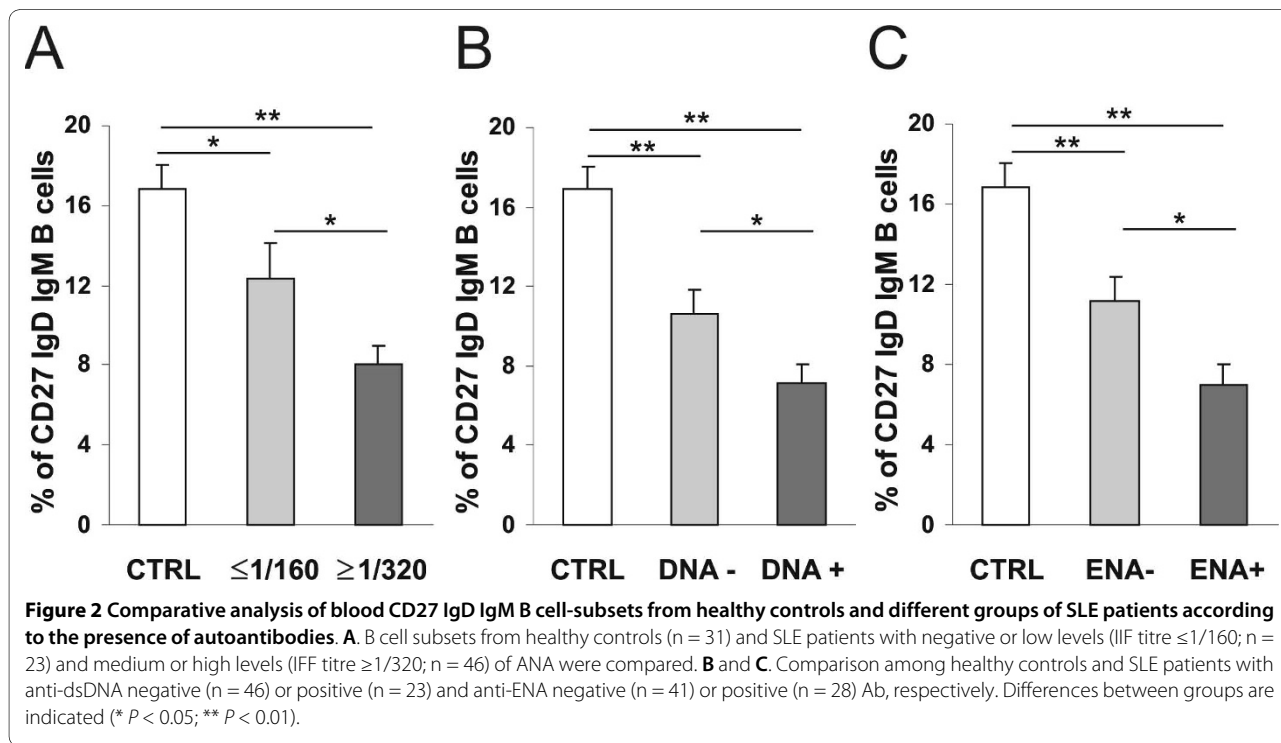 A
B
C
**
*
*
20
16
12
8
4
0
% of CD27 IgD IgM B cells
CTRL ≤1/160 ≥1/320
**
**
*
20
16
12
8
4
0
% of CD27 IgD IgM B cells
CTRL DNA - DNA +
**
**
*
20
16
12
8
4
0
% of CD27 IgD IgM B cells
CTRL ENA- ENA+
Figure 2 Comparative analysis of blood CD27 IgD IgM B cell-subsets from healthy controls and different groups of SLE patients according
to the presence of autoantibodies. A. B cell subsets from healthy controls (n = 31) and SLE patients with negative or low levels (IIF titre ≤1/160; n =
23) and medium or high levels (IFF titre ≥1/320; n = 46) of ANA were compared. B and C. Comparison among healthy controls and SLE patients with
anti-dsDNA negative (n = 46) or positive (n = 23) and anti-ENA negative (n = 41) or positive (n = 28) Ab, respectively. Differences between groups are
indicated (* P < 0.05; ** P < 0.01).